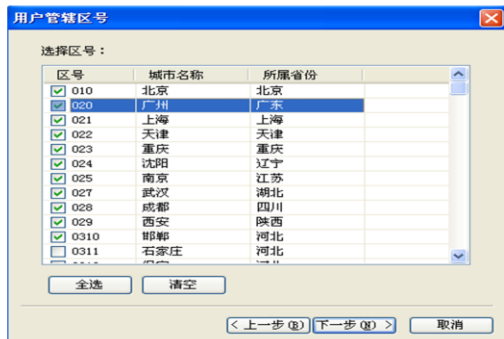 用户管辖区号
选择区号：
区号 城市名称 所属省份
010 北京 北京
020 广州 广东
021 上海 上海
022 天津 天津
023 重庆 重庆
024 沈阳 辽宁
025 南京 江苏
027 武汉 湖北
028 成都 四川
029 西安 陕西
0310 邯郸 河北
0311 石家庄 河北
全选 清空
< 上一步(B) 下一步(N) > 取消